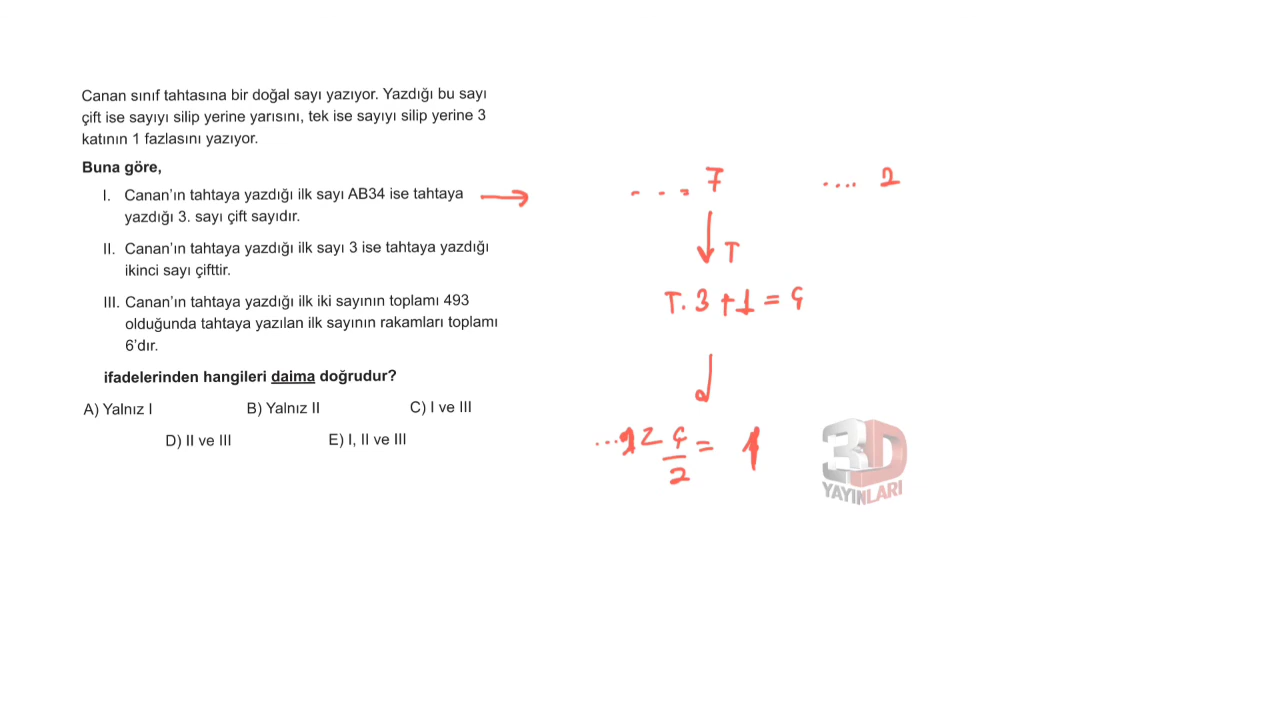 Canan sınıf tahtasına bir doğal sayı yazıyor. Yazdığı bu sayı
çift ise sayıyı silip yerine yarısını, tek ise sayıyı silip yerine 3
katının 1 fazlasını yazıyor.
Buna göre,
I. Canan'ın tahtaya yazdığı ilk sayı AB34 ise tahtaya
yazdığı 3. sayı çift sayıdır.
II. Canan'ın tahtaya yazdığı ilk sayı 3 ise tahtaya yazdığı
ikinci sayı çifttir.
III. Canan'ın tahtaya yazdığı ilk iki sayının toplamı 493
olduğunda tahtaya yazılan ilk sayının rakamları toplamı
6'dır.
ifadelerinden hangileri daima doğrudur?
A) Yalnız I B) Yalnız II C) I ve III
D) II ve III E) I, II ve III
... 7 .... 2
T
T. 3 +1 = ç
ç
2 =
3D
YAYINLARI